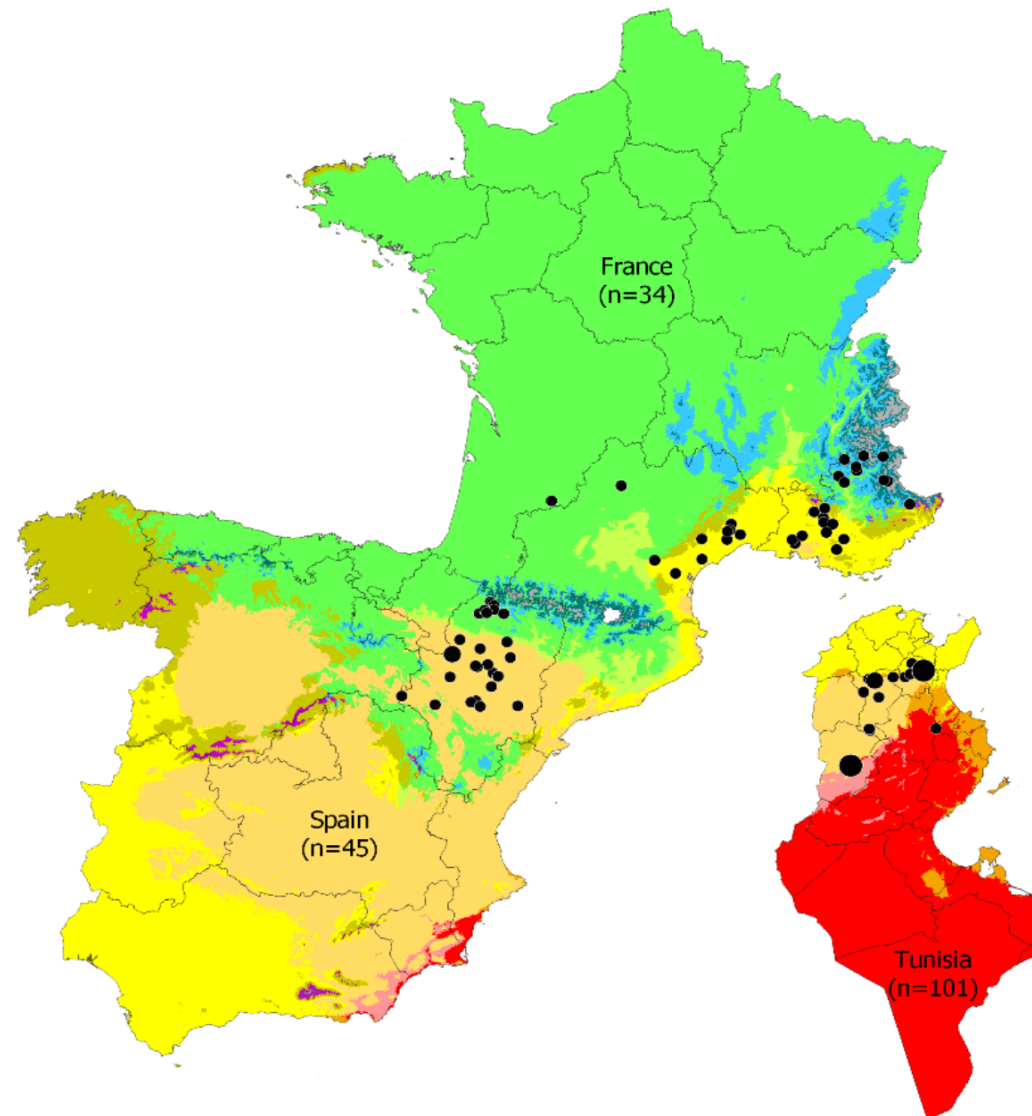 France
(n=34)
Spain
(n=45)
Tunisia
(n=101)